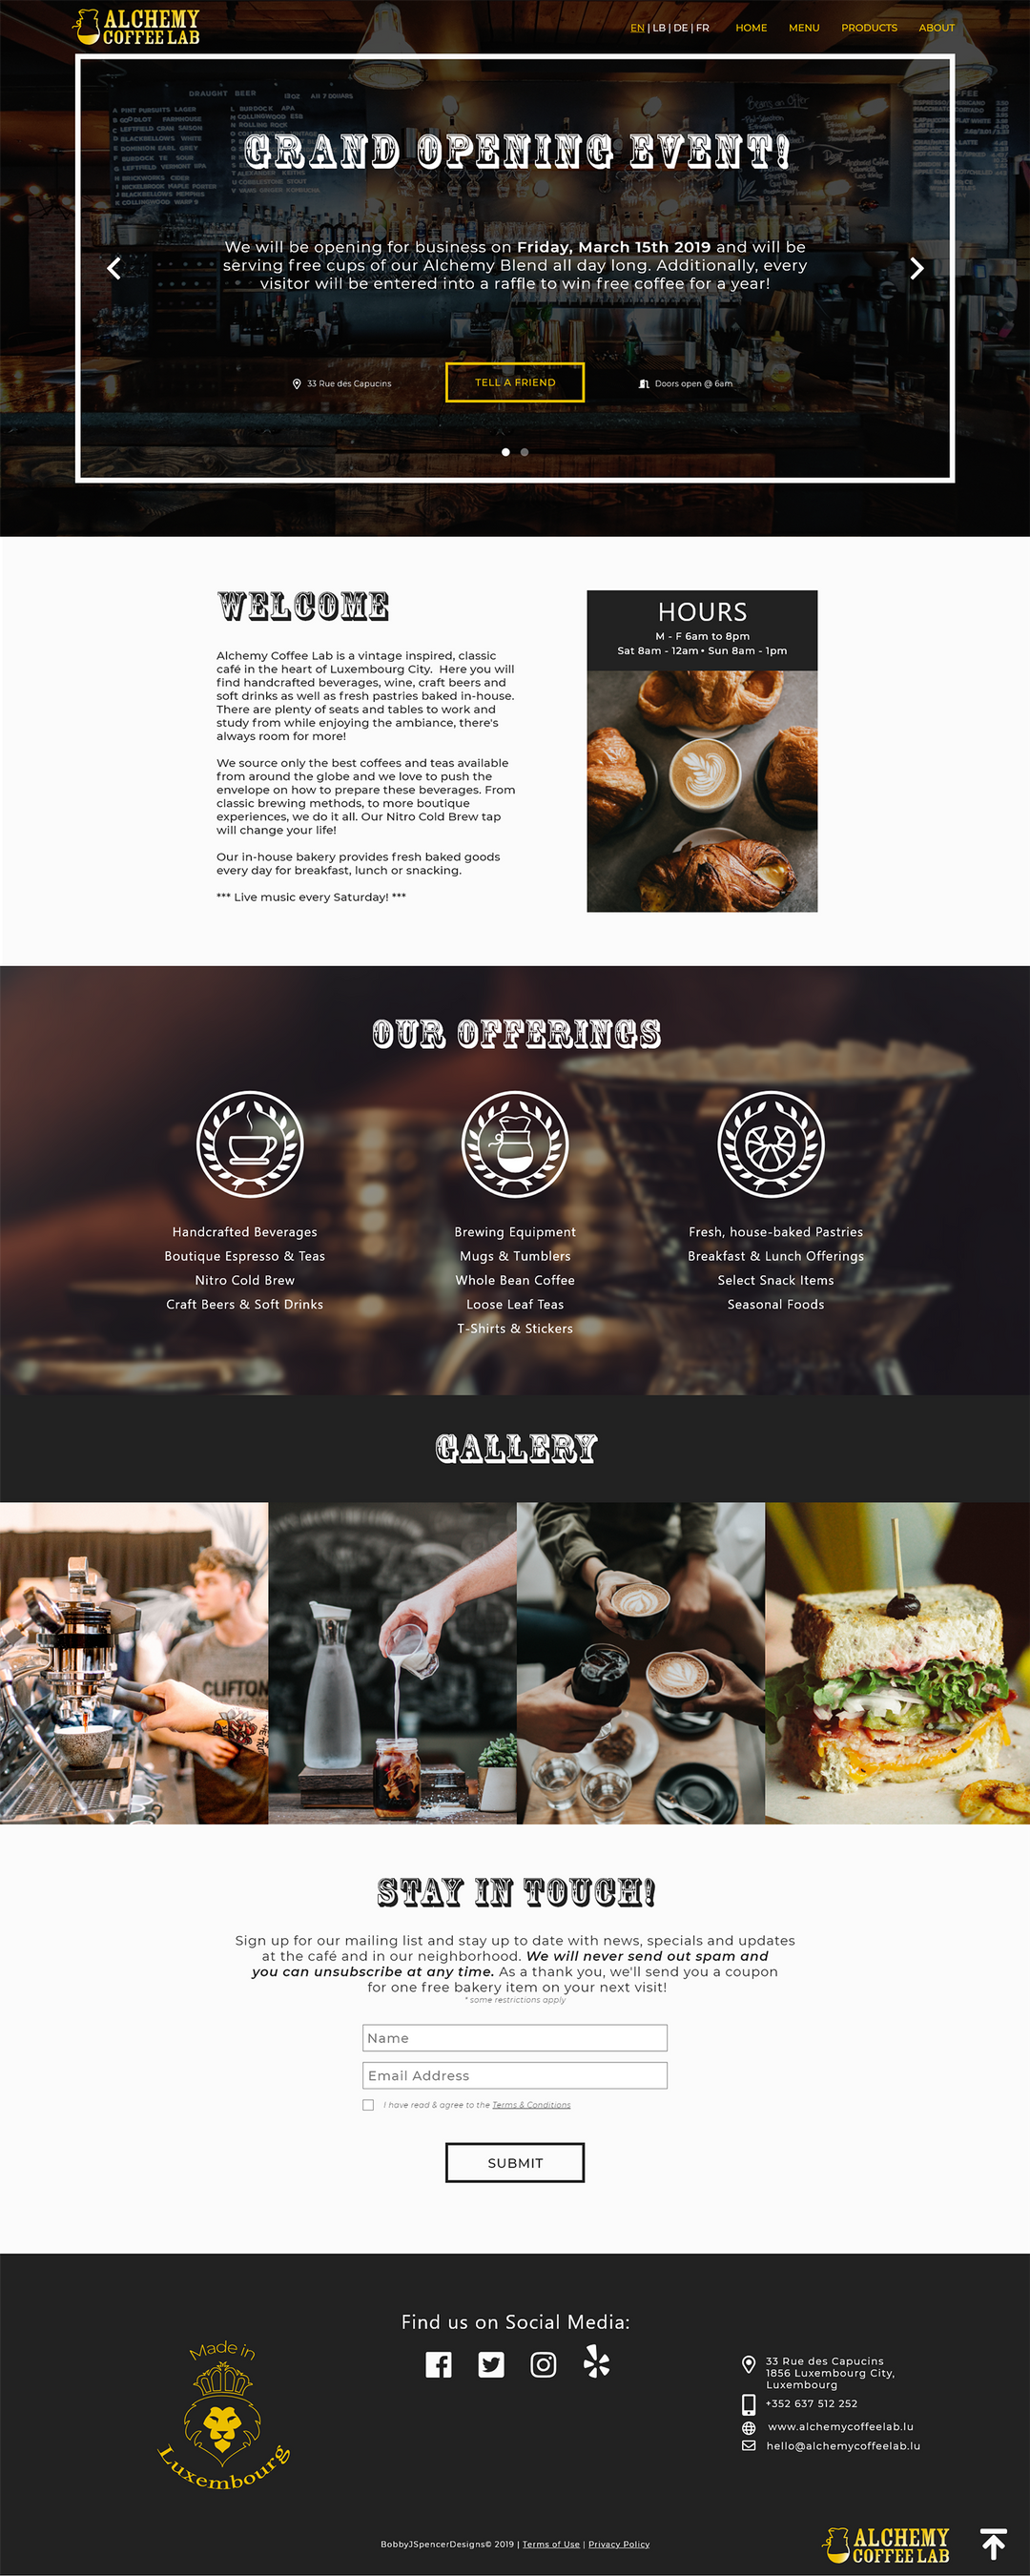 ALCHEMY
COFFEE LAB
EN | LB | DE | FR
HOME
MENU
PRODUCTS
ABOUT
DRAUGHT BEER
GRAND OPENING EVENT!
We will be opening for business on Friday, March 15th 2019 and will be
serving free cups of our Alchemy Blend all day long. Additionally, every
visitor will be entered into a raffle to win free coffee for a year!
33 Rue des Capucins
TELL A FRIEND
Doors open @ 6am
WELCOME
Alchemy Coffee Lab is a vintage inspired, classic
café in the heart of Luxembourg City. Here you will
find handcrafted beverages, wine, craft beers and
soft drinks as well as fresh pastries baked in-house.
There are plenty of seats and tables to work and
study from while enjoying the ambiance, there's
always room for more!
We source only the best coffees and teas available
from around the globe and we love to push the
envelope on how to prepare these beverages. From
classic brewing methods, to more boutique
experiences, we do it all. Our Nitro Cold Brew tap
will change your life!
Our in-house bakery provides fresh baked goods
every day for breakfast, lunch or snacking.
*** Live music every Saturday! ***
HOURS
M - F 6am to 8pm
Sat 8am - 12am • Sun 8am - 1pm
OUR OFFERINGS
Handcrafted Beverages
Boutique Espresso & Teas
Nitro Cold Brew
Craft Beers & Soft Drinks
Brewing Equipment
Mugs & Tumblers
Whole Bean Coffee
Loose Leaf Teas
T-Shirts & Stickers
Fresh, house-baked Pastries
Breakfast & Lunch Offerings
Select Snack Items
Seasonal Foods
GALLERY
CLIFTON
STAY IN TOUCH!
Sign up for our mailing list and stay up to date with news, specials and updates
at the café and in our neighborhood. We will never send out spam and
you can unsubscribe at any time. As a thank you, we'll send you a coupon
for one free bakery item on your next visit!
* some restrictions apply
Name
Email Address
I have read & agree to the Terms & Conditions
SUBMIT
Find us on Social Media:
Made in
Luxembourg
33 Rue des Capucins
1856 Luxembourg City,
Luxembourg
+352 637 512 252
www.alchemycoffeelab.lu
hello@alchemycoffeelab.lu
BobbyJSpencerDesigns© 2019 | Terms of Use | Privacy Policy
ALCHEMY
COFFEE LAB